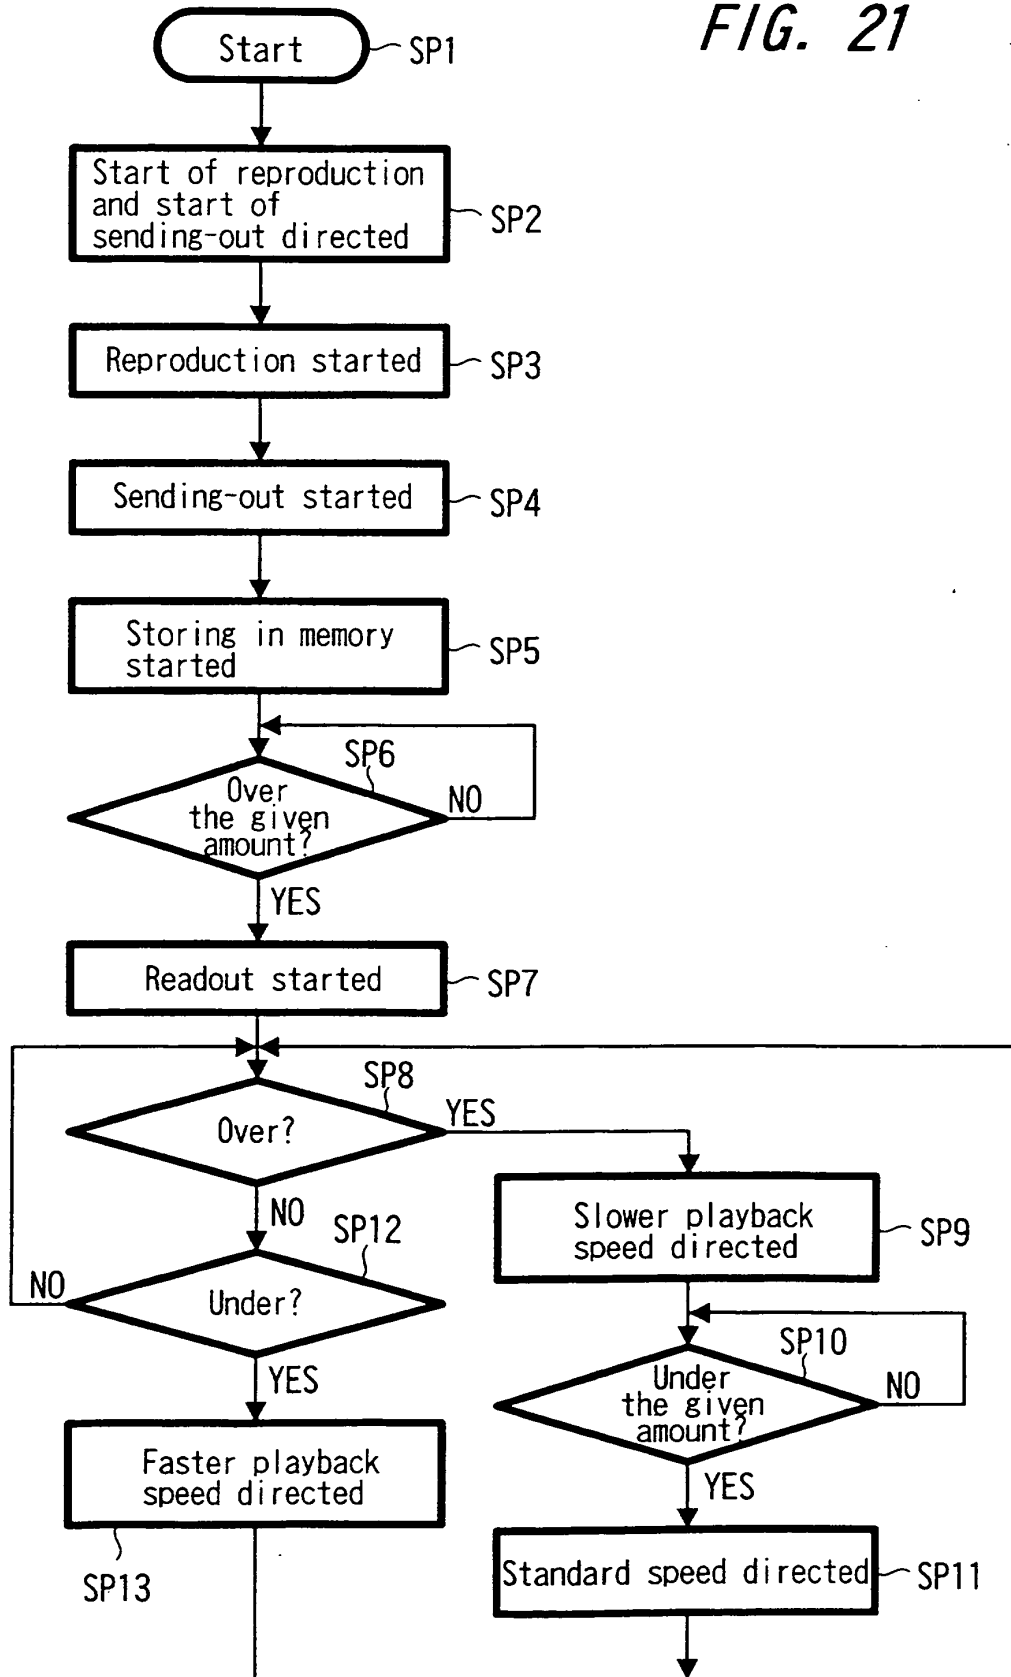 FIG. 21
Start
SP1
Start of reproduction
and start of
sending-out directed
SP2
Reproduction started
SP3
Sending-out started
SP4
Storing in memory
started
SP5
SP6
Over
the given
amount?
NO
YES
Readout started
SP7
SP8
Over?
YES
NO
SP12
Under?
NO
YES
Faster playback
speed directed
SP13
Slower playback
speed directed
SP9
SP10
Under
the given
amount?
NO
YES
Standard speed directed
SP11